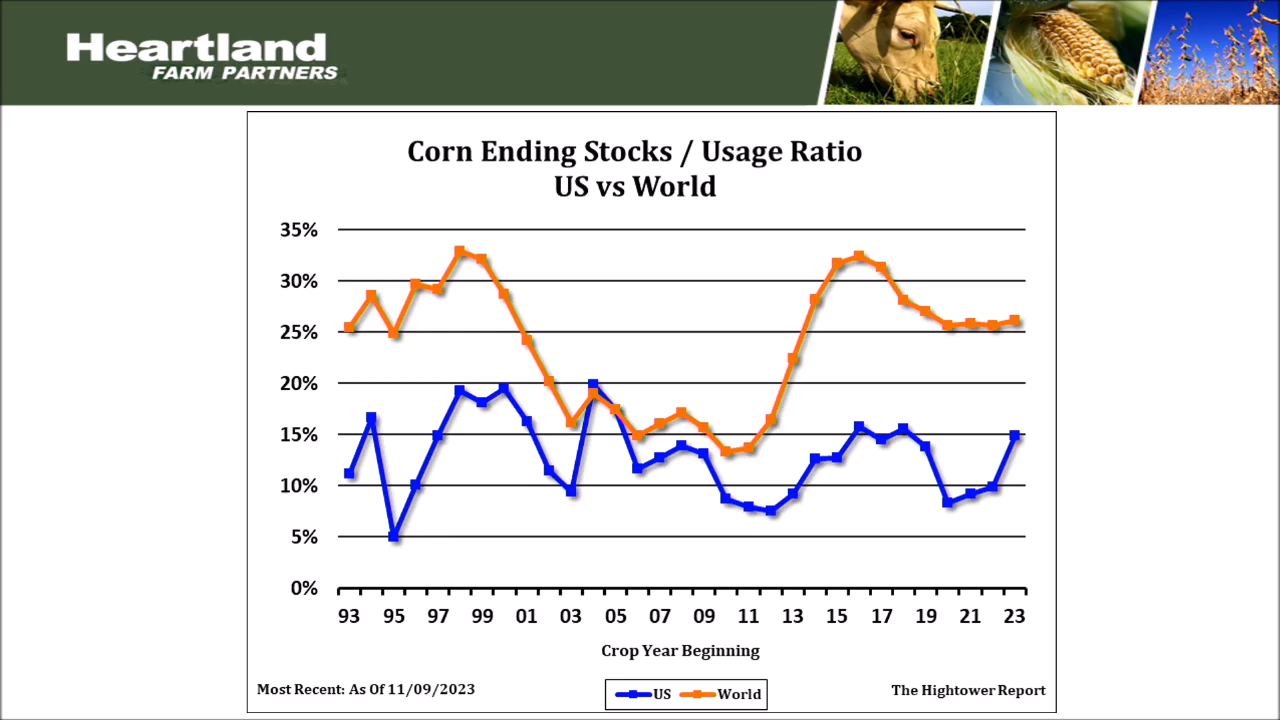 Heartland
FARM PARTNERS
Corn Ending Stocks / Usage Ratio
US vs World
35%
30%
25%
20%
15%
10%
5%
0%
93 95 97 99 01 03 05 07 09 11 13 15 17 19 21 23
Crop Year Beginning
Most Recent: As Of 11/09/2023
US World
The Hightower Report